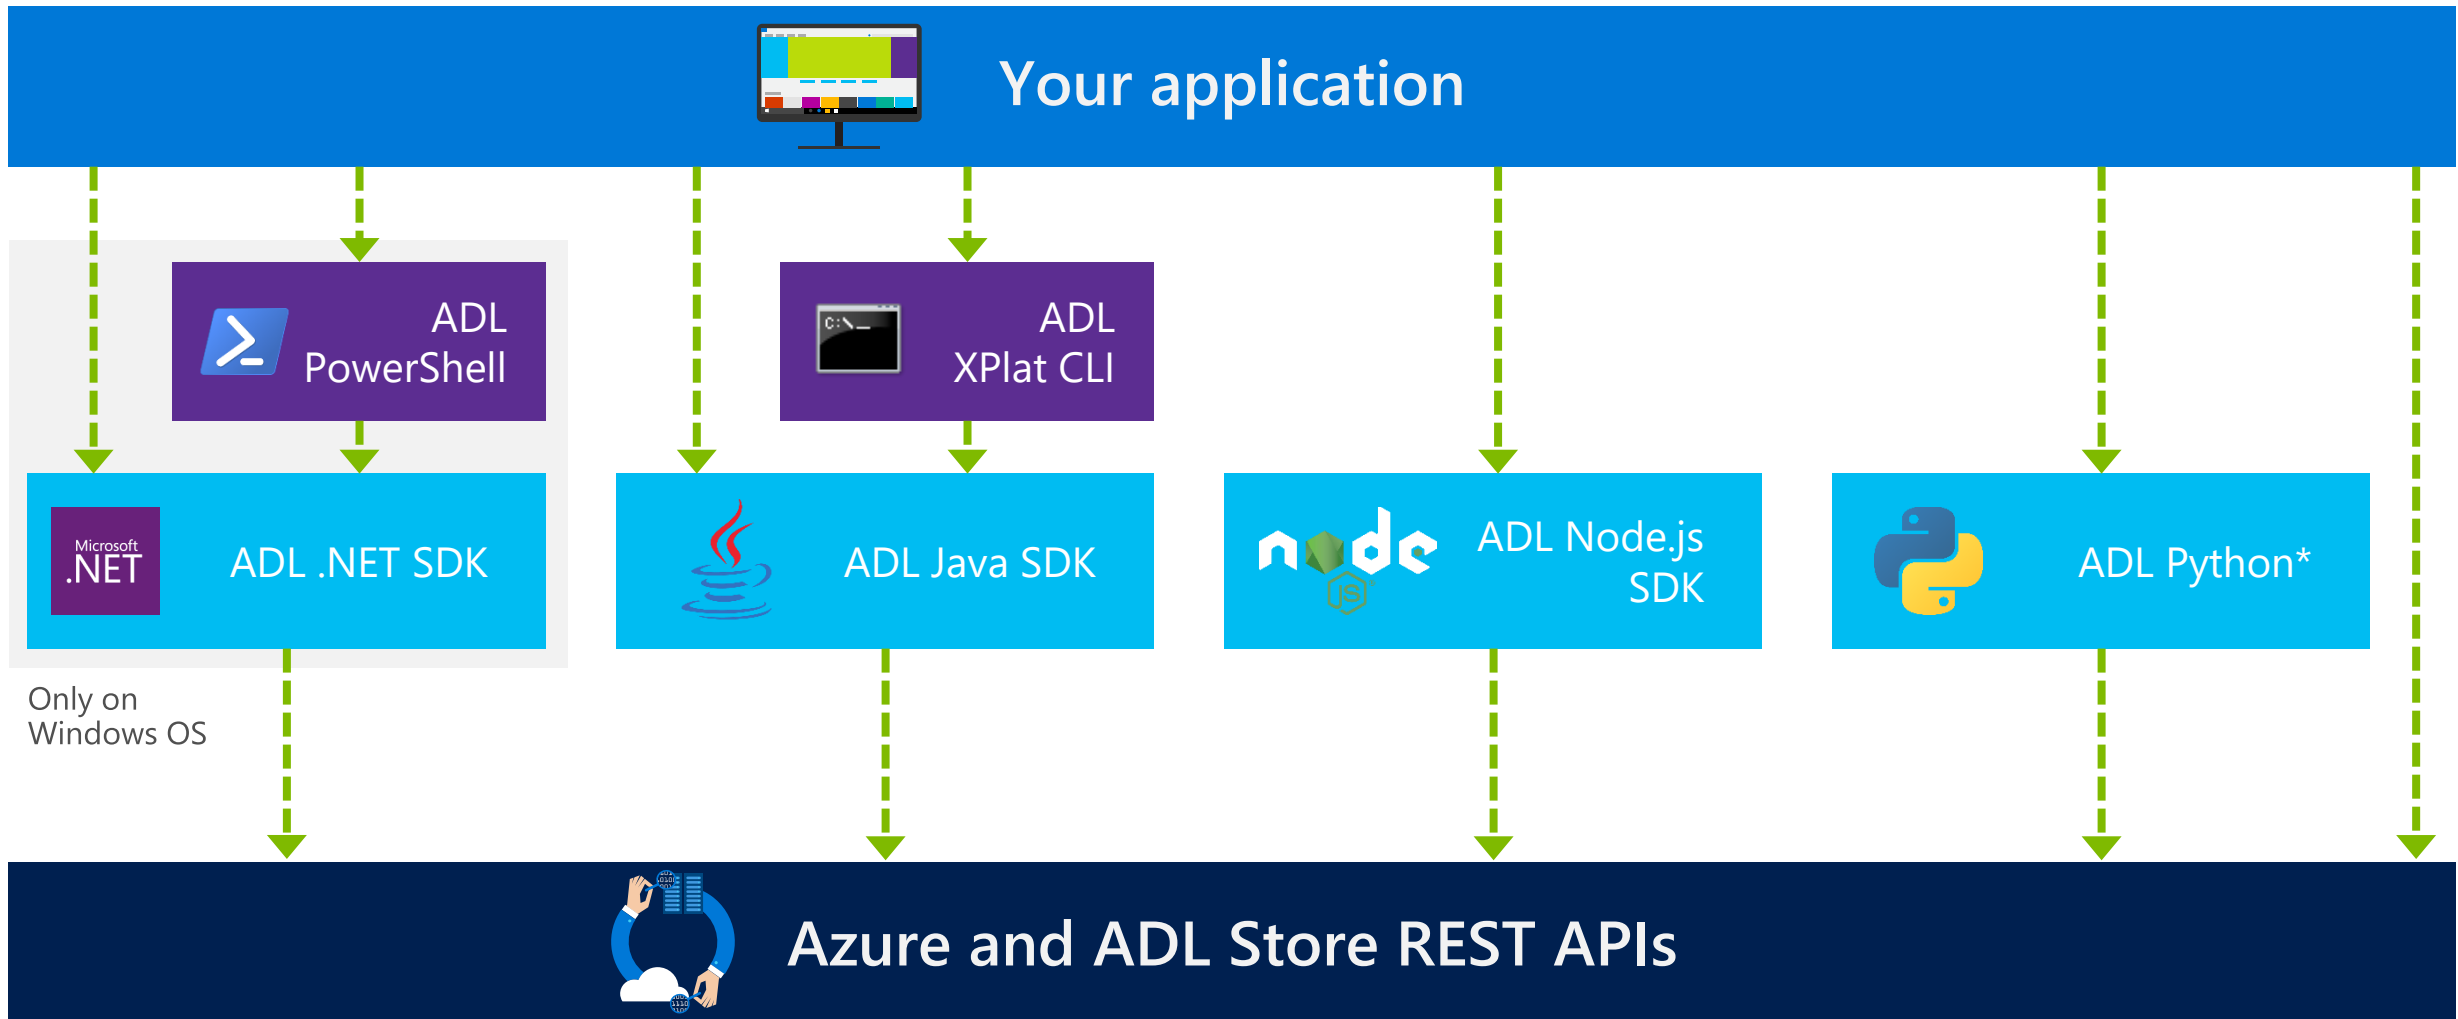 Your application
ADL
PowerShell
C:\_
ADL
XPlat CLI
Microsoft
.NET
ADL .NET SDK
ADL Java SDK
node
JS
ADL Node.js
SDK
ADL Python*
Only on
Windows OS
Azure and ADL Store REST APIs